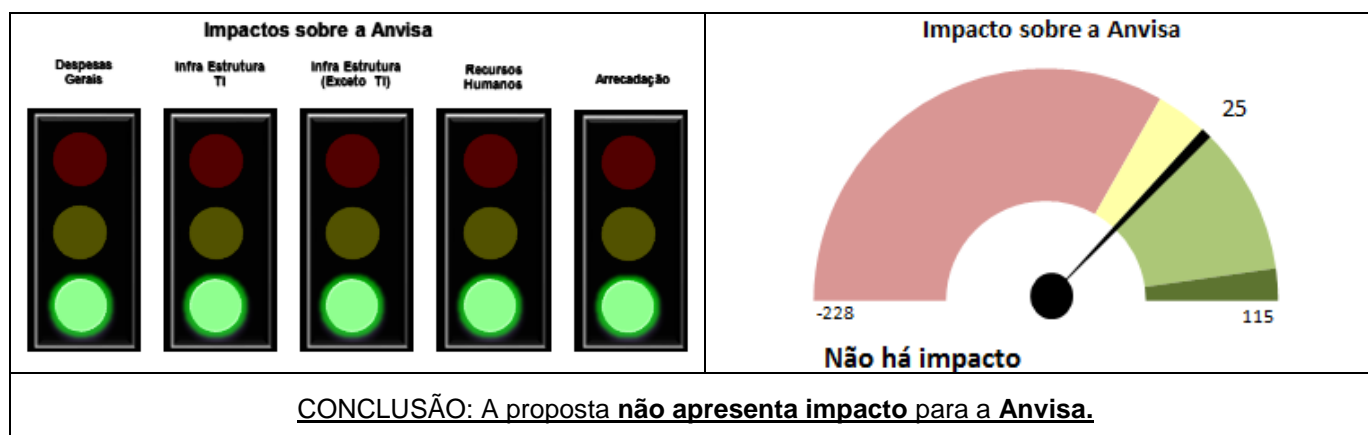 Impactos sobre a Anvisa
Despesas
Gerais
Infra Estrutura
TI
Infra Estrutura
(Exceto TI)
Recursos
Humanos
Arrecadação
Impacto sobre a Anvisa
25
-228
115
Não há impacto
CONCLUSÃO: A proposta não apresenta impacto para a Anvisa.